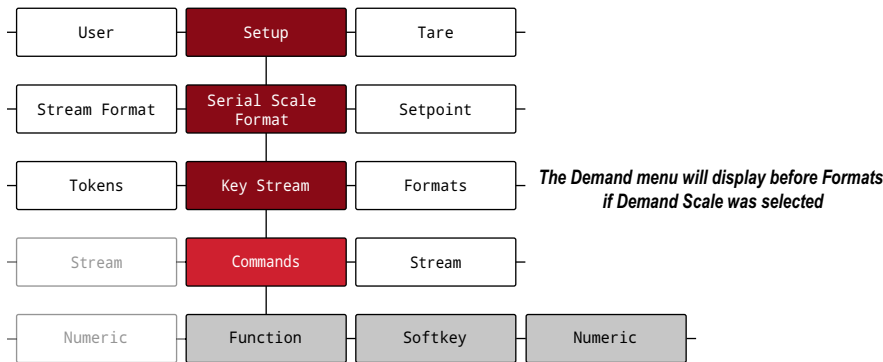 User Setup Tare
Stream Format Serial Scale Format Setpoint
Tokens Key Stream Formats
The Demand menu will display before Formats
if Demand Scale was selected
Stream Commands Stream
Numeric Function Softkey Numeric